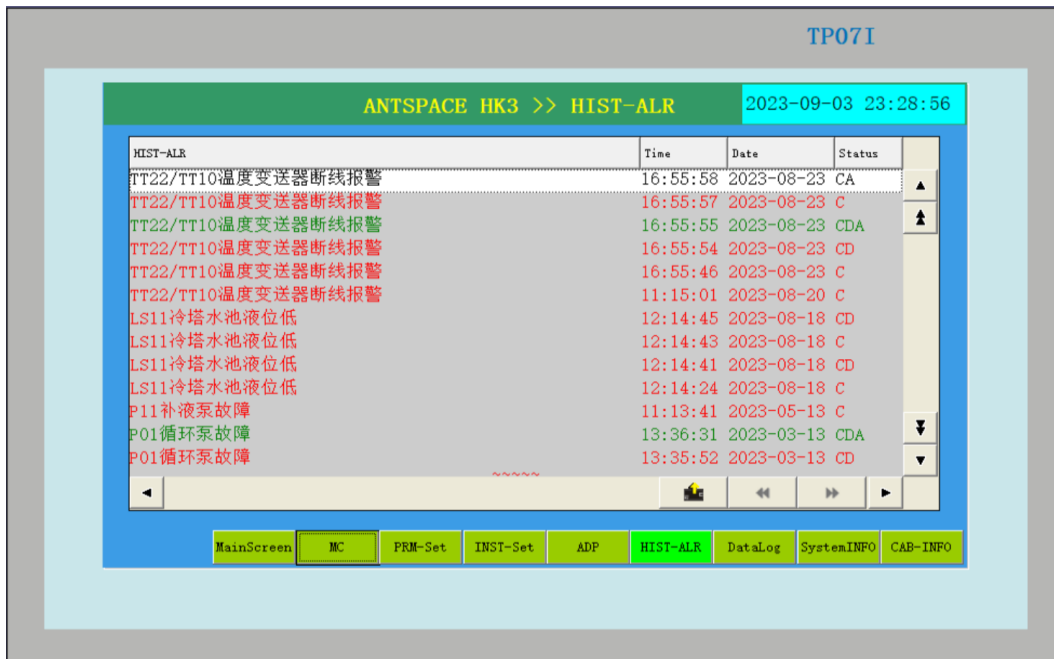 TP07I
ANTSPACE HK3 >> HIST-ALR 2023-09-03 23:28:56
HIST-ALR Time Date Status
TT22/TT10温度变送器断线报警 16:55:58 2023-08-23 CA
TT22/TT10温度变送器断线报警 16:55:57 2023-08-23 C
TT22/TT10温度变送器断线报警 16:55:55 2023-08-23 CDA
TT22/TT10温度变送器断线报警 16:55:54 2023-08-23 CD
TT22/TT10温度变送器断线报警 16:55:46 2023-08-23 C
TT22/TT10温度变送器断线报警 11:15:01 2023-08-20 C
LS11冷塔水池液位低 12:14:45 2023-08-18 CD
LS11冷塔水池液位低 12:14:43 2023-08-18 C
LS11冷塔水池液位低 12:14:41 2023-08-18 CD
LS11冷塔水池液位低 12:14:24 2023-08-18 C
P11补液泵故障 11:13:41 2023-05-13 C
P01循环泵故障 13:36:31 2023-03-13 CDA
P01循环泵故障 13:35:52 2023-03-13 CD
~~~~~
MainScreen MC PRM-Set INST-Set ADP HIST-ALR DataLog SystemINFO CAB-INFO